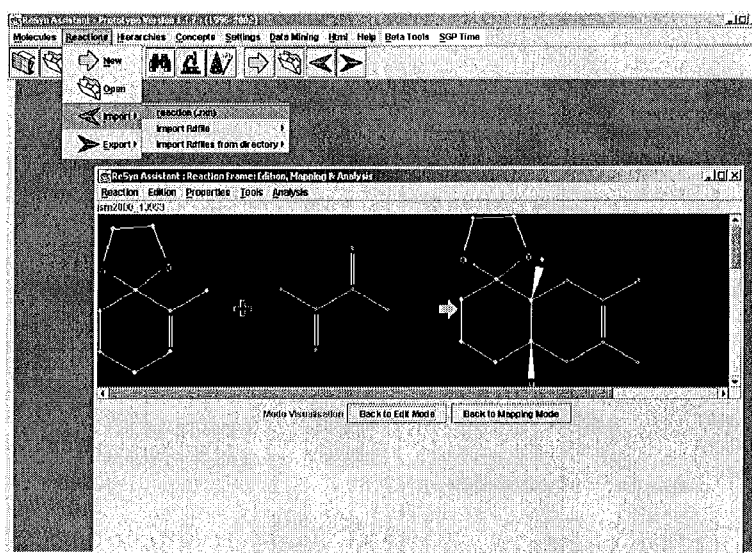 ReSyn Assistant - Prototype Version 1.1.2 : (1995-2002)
Molecules Reactions Hierarchies Concepts Settings Data Mining Html Help Beta Tools SGP Time
New
Open
Import reaction (.rxn)
Import Rdfile
Export Import Rdfiles from directory
ReSyn Assistant : Reaction Frame: Edition, Mapping & Analysis
Reaction Edition Properties Tools Analysis
O O
O O
H
Mode Visualisation Back to Edit Mode Back to Mapping Mode